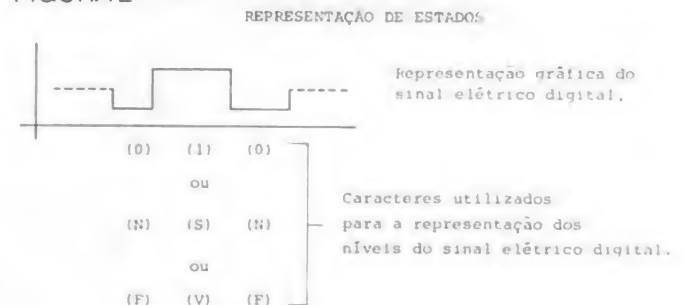 REPRESENTAÇÃO DE ESTADOS
Representação gráfica do
sinal elétrico digital.
(0) (1) (0)
ou
Caracteres utilizados
(N) (S) (N)
para a representação dos
níveis do sinal elétrico digital.
ou
(F) (V) (F)